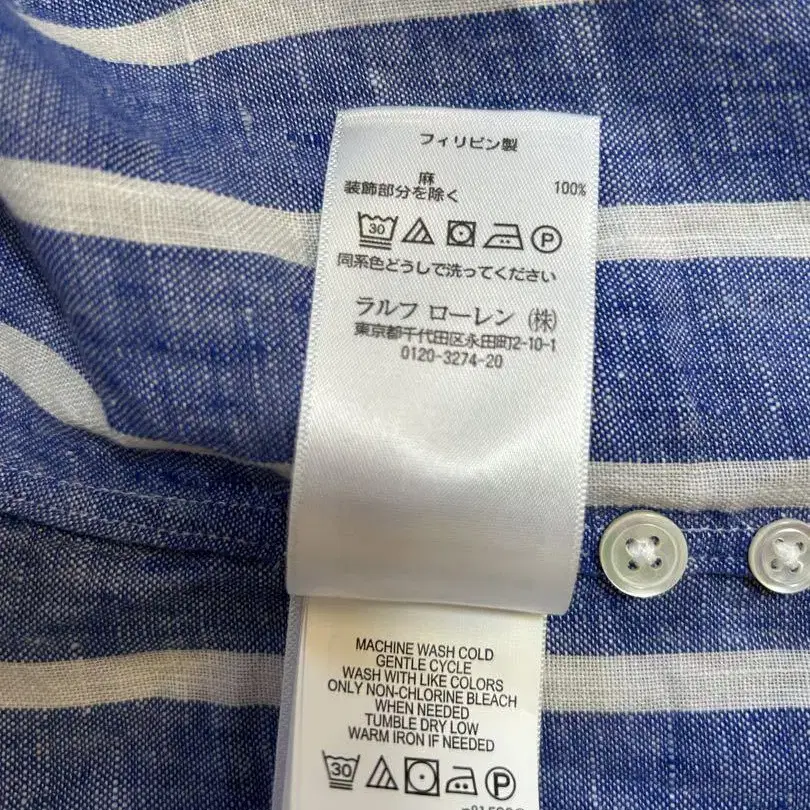 フィリピン製
麻 100%
装飾部分を除く
30 P
同系色どうしで洗ってください
ラルフ ローレン (株)
東京都千代田区永田町2-10-1
0120-3274-20
MACHINE WASH COLD
GENTLE CYCLE
WASH WITH LIKE COLORS
ONLY NON-CHLORINE BLEACH
WHEN NEEDED
TUMBLE DRY LOW
WARM IRON IF NEEDED
30 P